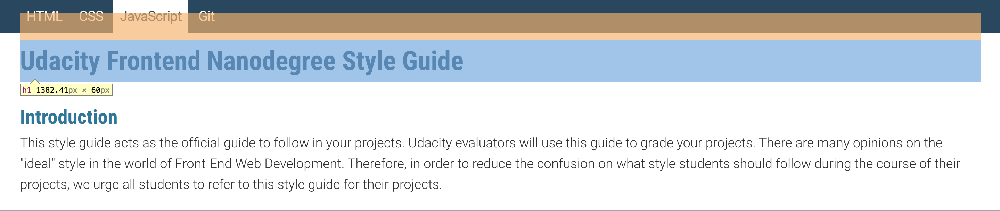 HTML CSS JavaScript Git
Udacity Frontend Nanodegree Style Guide
h1 1382.41px × 60px
Introduction
This style guide acts as the official guide to follow in your projects. Udacity evaluators will use this guide to grade your projects. There are many opinions on the
"ideal" style in the world of Front-End Web Development. Therefore, in order to reduce the confusion on what style students should follow during the course of their
projects, we urge all students to refer to this style guide for their projects.